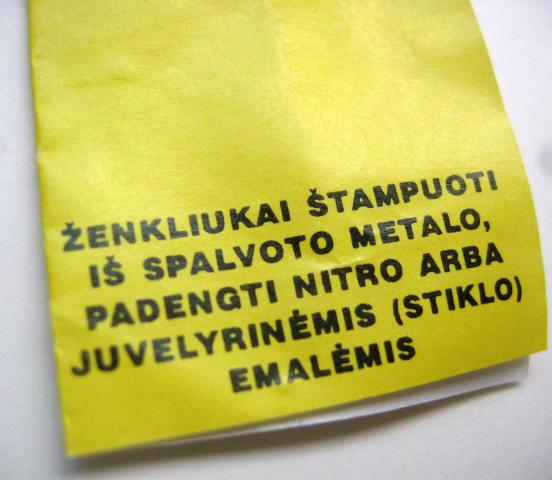 ŽENKLIUKAI ŠTAMPUOTI
IŠ SPALVOTO METALO,
PADENGTI NITRO ARBA
JUVELYRINĖMIS (STIKLO)
EMALĖMIS